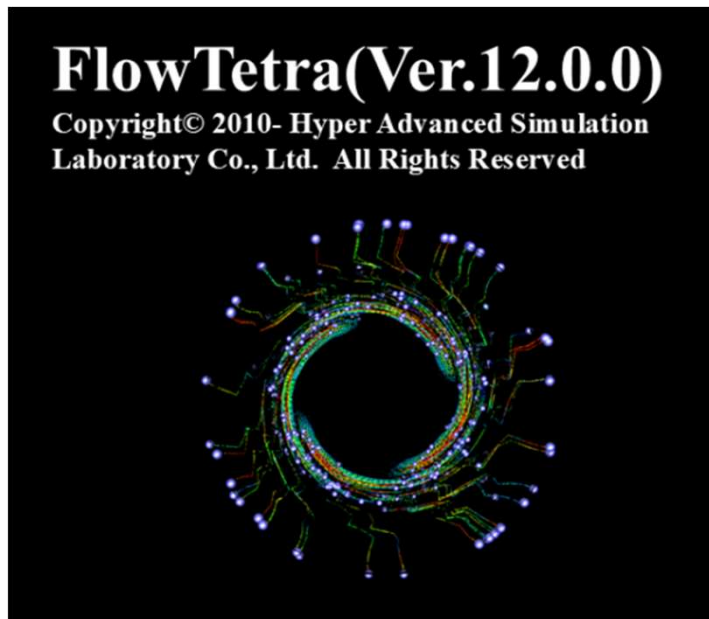 FlowTetra(Ver.12.0.0)
Copyright© 2010- Hyper Advanced Simulation
Laboratory Co., Ltd.  All Rights Reserved